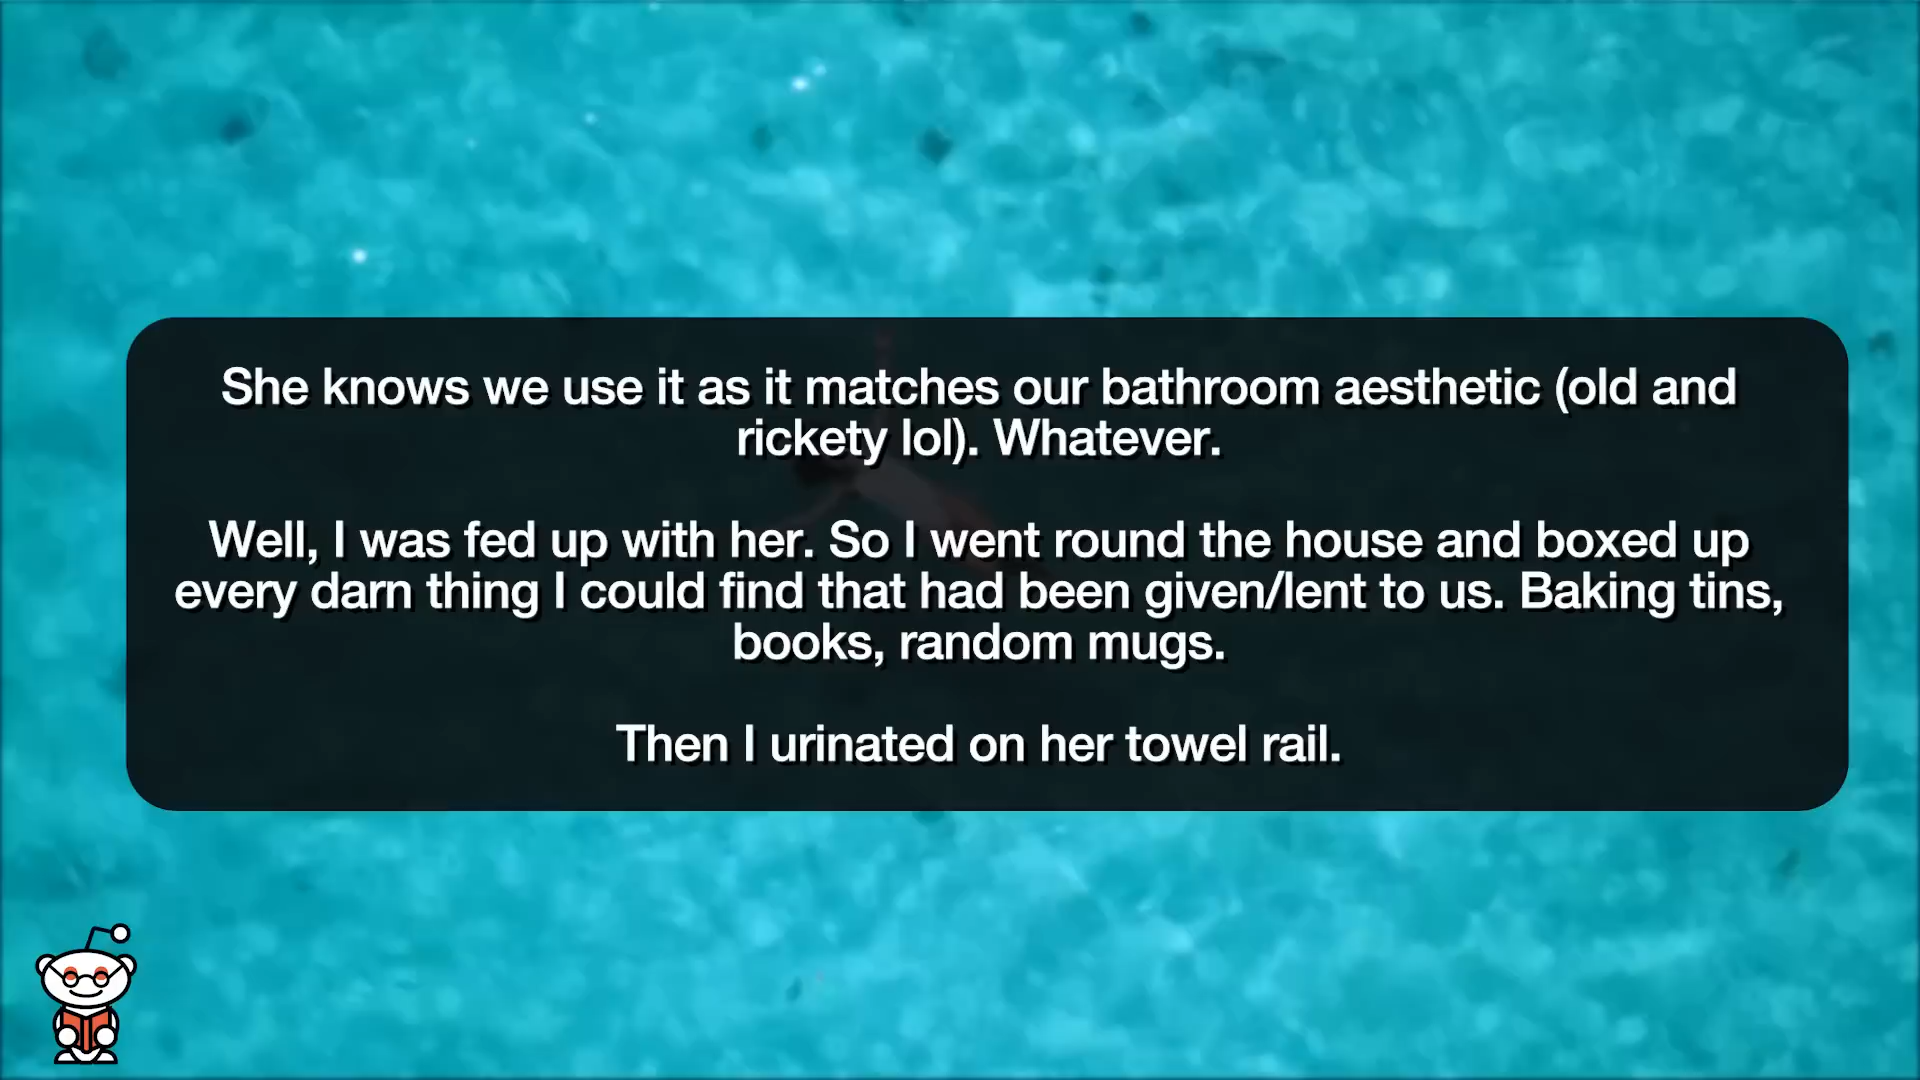 She knows we use it as it matches our bathroom aesthetic (old and
rickety lol). Whatever.
Well, I was fed up with her. So I went round the house and boxed up
every darn thing I could find that had been given/lent to us. Baking tins,
books, random mugs.
Then I urinated on her towel rail.